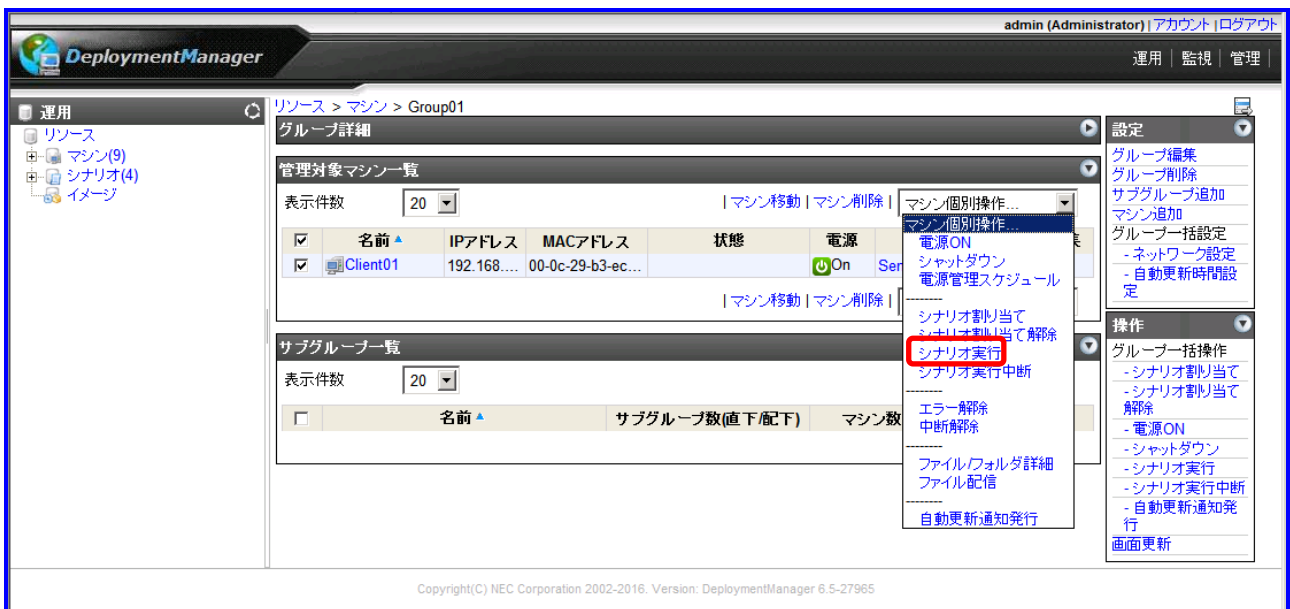 admin (Administrator) | アカウント | ログアウト
DeploymentManager
運用 | 監視 | 管理 |
運用
リソース
マシン(9)
シナリオ(4)
イメージ
リソース > マシン > Group01
グループ詳細
管理対象マシン一覧
表示件数 20 | マシン移動 | マシン削除 | マシン個別操作...
名前 IPアドレス MACアドレス 状態 電源
Client01 192.168.... 00-0c-29-b3-ec... On Ser
| マシン移動 | マシン削除 |
マシン個別操作...
電源ON
シャットダウン
電源管理スケジュール
--------
シナリオ割り当て
シナリオ割り当て解除
シナリオ実行
シナリオ実行中断
--------
エラー解除
中断解除
--------
ファイル/フォルダ詳細
ファイル配信
--------
自動更新通知発行
サブグループ一覧
表示件数 20
名前 サブグループ数(直下/配下) マシン数
設定
グループ編集
グループ削除
サブグループ追加
マシン追加
グループ一括設定
- ネットワーク設定
- 自動更新時間設
定
操作
グループ一括操作
- シナリオ割り当て
- シナリオ割り当て
解除
- 電源ON
- シャットダウン
- シナリオ実行
- シナリオ実行中断
- 自動更新通知発
行
画面更新
Copyright(C) NEC Corporation 2002-2016. Version: DeploymentManager 6.5-27965